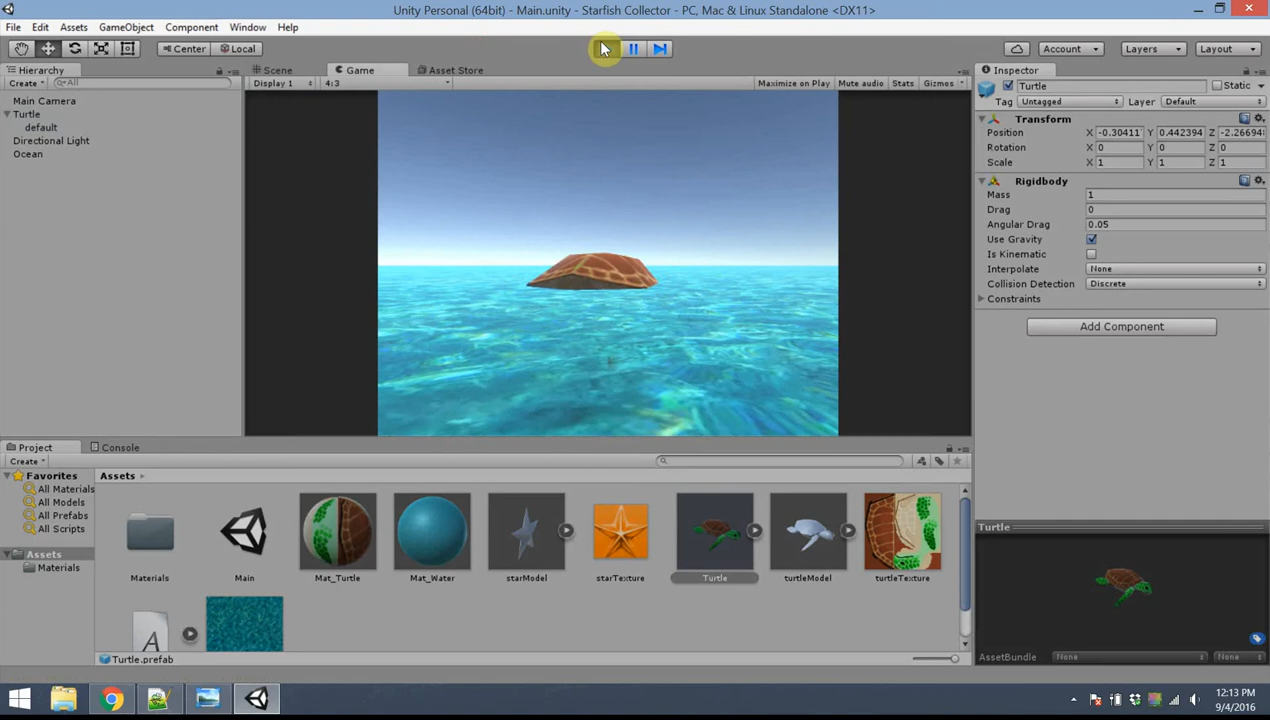 Unity Personal (64bit) - Main.unity - Starfish Collector - PC, Mac & Linux Standalone <DX11>
File Edit Assets GameObject Component Window Help
Center Local Account Layers Layout
Hierarchy Scene Game Asset Store Inspector
Create All Display 1 4:3 Maximize on Play Mute audio Stats Gizmos Turtle Static
Main Camera
Turtle
default
Directional Light
Ocean
Tag Untagged Layer Default
Transform
Position X -0.30411 Y 0.442394 Z -2.26694
Rotation X 0 Y 0 Z 0
Scale X 1 Y 1 Z 1
Rigidbody
Mass 1
Drag 0
Angular Drag 0.05
Use Gravity
Is Kinematic
Interpolate None
Collision Detection Discrete
Constraints
Add Component
Project Console
Create
Favorites
All Materials
All Models
All Prefabs
All Scripts
Assets
Materials
Assets
Materials Main Mat_Turtle Mat_Water starModel starTexture Turtle turtleModel turtleTexture
A
Turtle.prefab
Turtle
AssetBundle None None
12:13 PM
9/4/2016